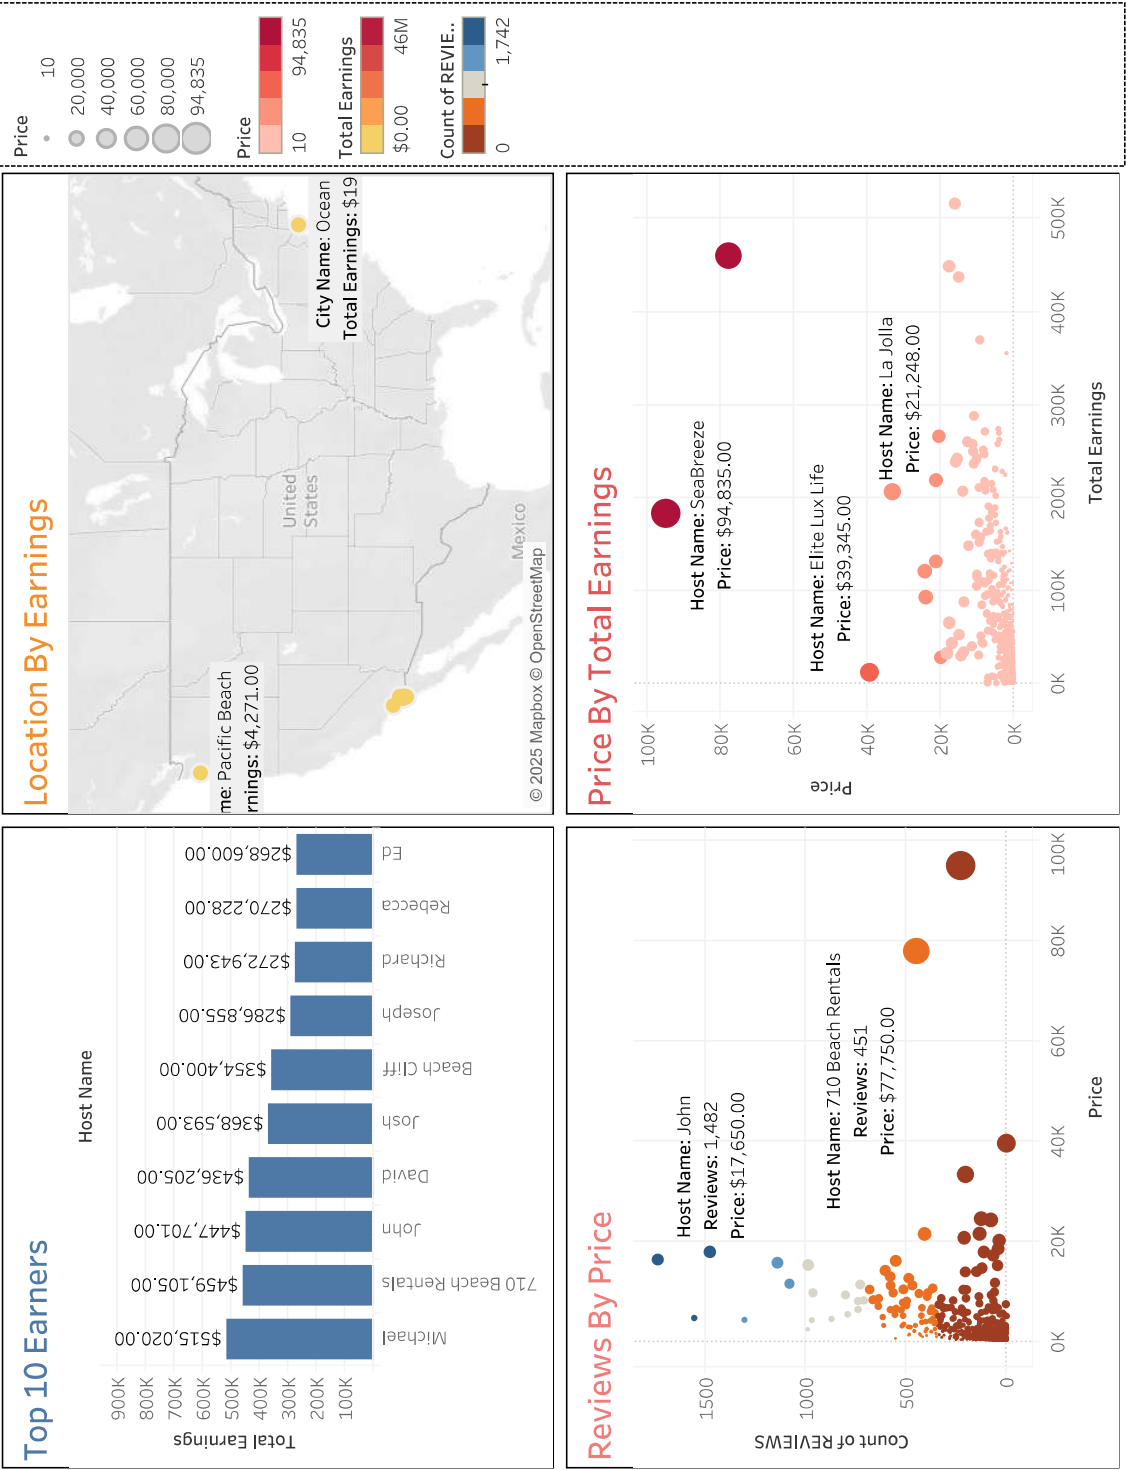 Top 10 Earners
Host Name
Total Earnings
900K
800K
700K
600K
500K
400K
300K
200K
100K
$515,020.00
$459,105.00
$447,701.00
$436,205.00
$368,593.00
$354,400.00
$286,855.00
$272,943.00
$270,228.00
$268,600.00
Michael
710 Beach Rentals
John
David
Josh
Beach Cliff
Joseph
Richard
Rebecca
Ed
Location By Earnings
me: Pacific Beach
rnings: $4,271.00
United
States
Mexico
City Name: Ocean
Total Earnings: $19
© 2025 Mapbox © OpenStreetMap
Reviews By Price
Count of REVIEWS
1500
1000
500
0
Host Name: John
Reviews: 1,482
Price: $17,650.00
Host Name: 710 Beach Rentals
Reviews: 451
Price: $77,750.00
0K
20K
40K
60K
80K
100K
Price
Price By Total Earnings
Price
100K
80K
60K
40K
20K
0K
Host Name: SeaBreeze
Price: $94,835.00
Host Name: Elite Lux Life
Price: $39,345.00
Host Name: La Jolla
Price: $21,248.00
0K
100K
200K
300K
400K
500K
Total Earnings
Price
10
20,000
40,000
60,000
80,000
94,835
Price
10
94,835
Total Earnings
$0.00
46M
Count of REVIE..
0
1,742